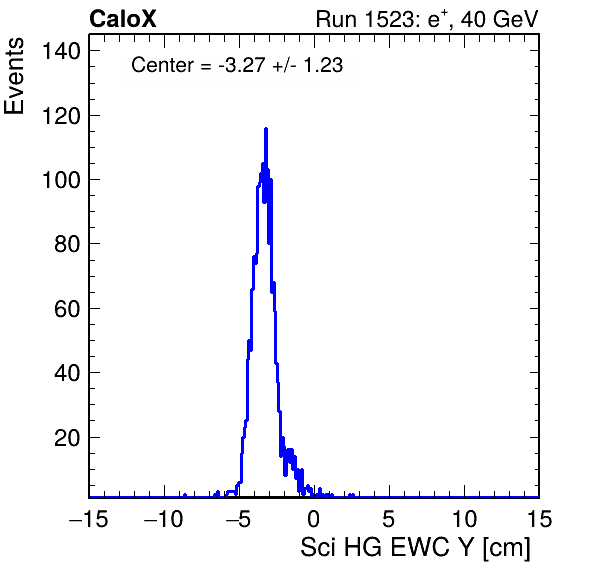 CaloX Run 1523: e⁺, 40 GeV
Center = -3.27 +/- 1.23
Events
140
120
100
80
60
40
20
−15 −10 −5 0 5 10 15
Sci HG EWC Y [cm]